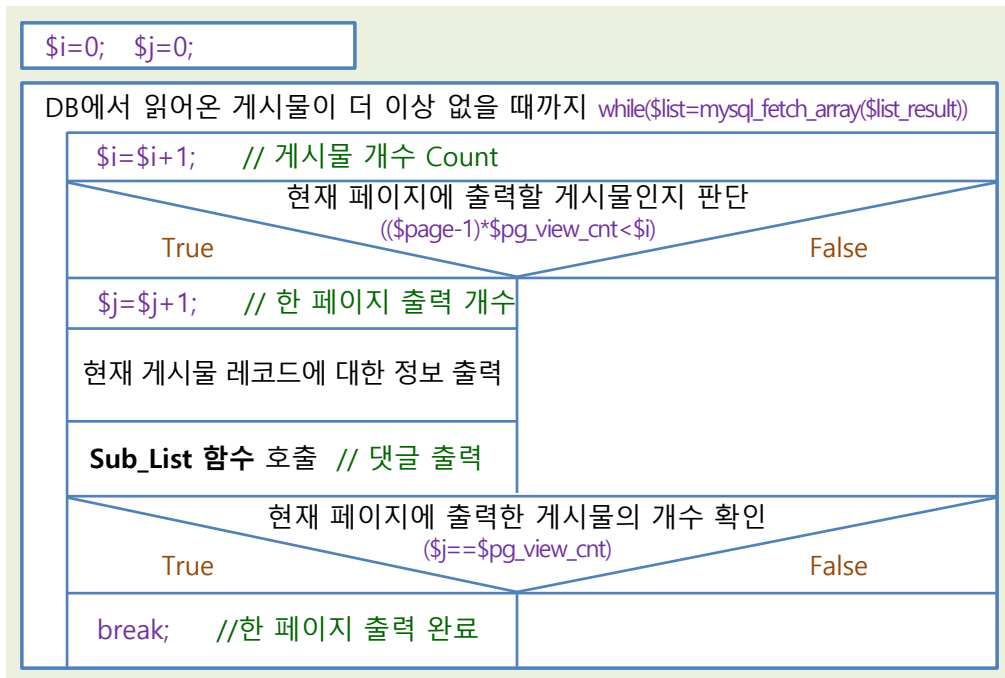 $i=0; $j=0;
DB에서 읽어온 게시물이 더 이상 없을 때까지 while($list=mysql_fetch_array($list_result))
$i=$i+1; // 게시물 개수 Count
현재 페이지에 출력할 게시물인지 판단
(($page-1)*$pg_view_cnt<$i)
True False
$j=$j+1; // 한 페이지 출력 개수
현재 게시물 레코드에 대한 정보 출력
Sub_List 함수 호출 // 댓글 출력
현재 페이지에 출력한 게시물의 개수 확인
($j==$pg_view_cnt)
True False
break; //한 페이지 출력 완료